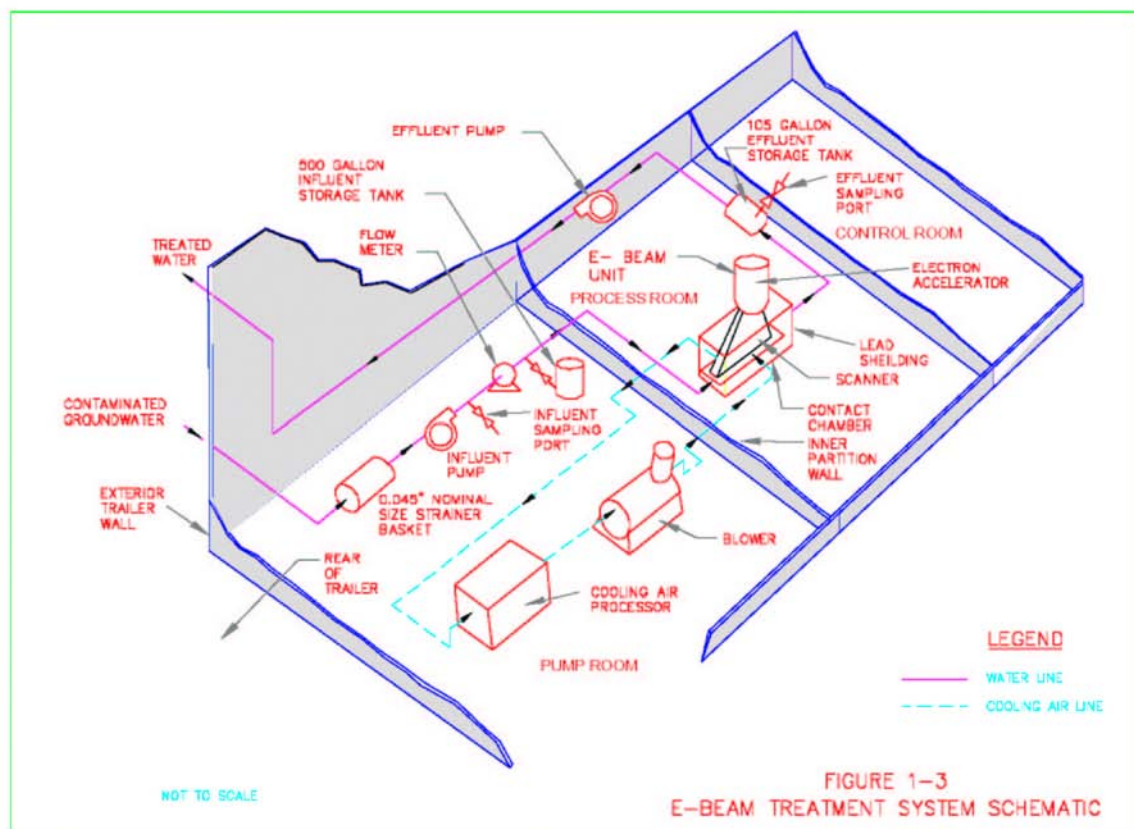 EFFLUENT PUMP
105 GALLON
EFFLUENT
STORAGE TANK
500 GALLON
INFLUENT
STORAGE TANK
EFFLUENT
SAMPLING
PORT
FLOW
METER
CONTROL ROOM
TREATED
WATER
E- BEAM
UNIT
ELECTRON
ACCELERATOR
PROCESS ROOM
LEAD
SHEILDING
SCANNER
CONTAMINATED
GROUNDWATER
CONTACT
CHAMBER
INFLUENT
SAMPLING
PORT
INNER
PARTITION
WALL
INFLUENT
PUMP
0.045" NOMINAL
SIZE STRAINER
BASKET
EXTERIOR
TRAILER
WALL
BLOWER
REAR
OF
TRAILER
COOLING AIR
PROCESSOR
PUMP ROOM
LEGEND
WATER LINE
COOLING AIR LINE
NOT TO SCALE
FIGURE 1-3
E-BEAM TREATMENT SYSTEM SCHEMATIC